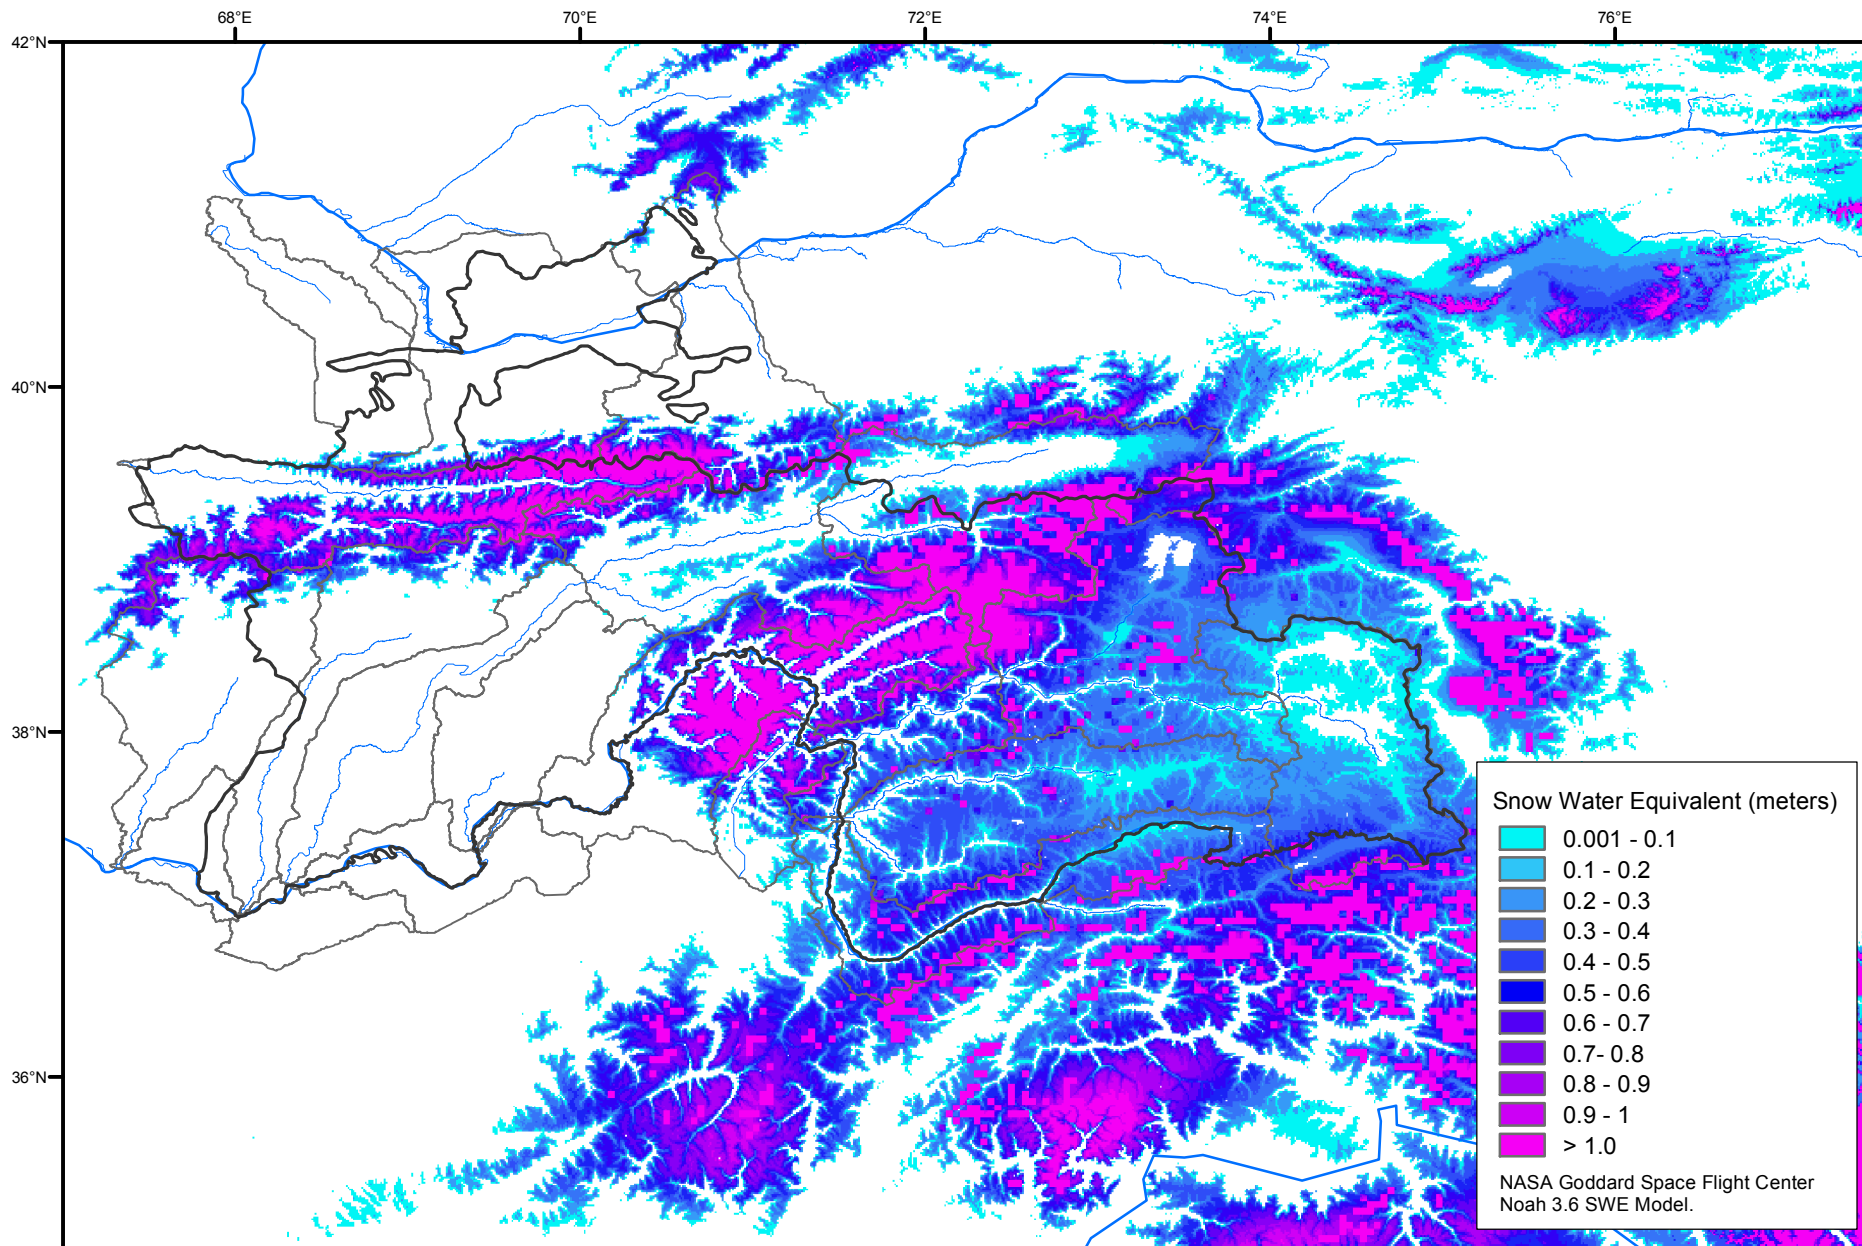 68°E 70°E 72°E 74°E 76°E
42°N
40°N
38°N
36°N
Snow Water Equivalent (meters)
0.001 - 0.1
0.1 - 0.2
0.2 - 0.3
0.3 - 0.4
0.4 - 0.5
0.5 - 0.6
0.6 - 0.7
0.7- 0.8
0.8 - 0.9
0.9 - 1
> 1.0
NASA Goddard Space Flight Center
Noah 3.6 SWE Model.